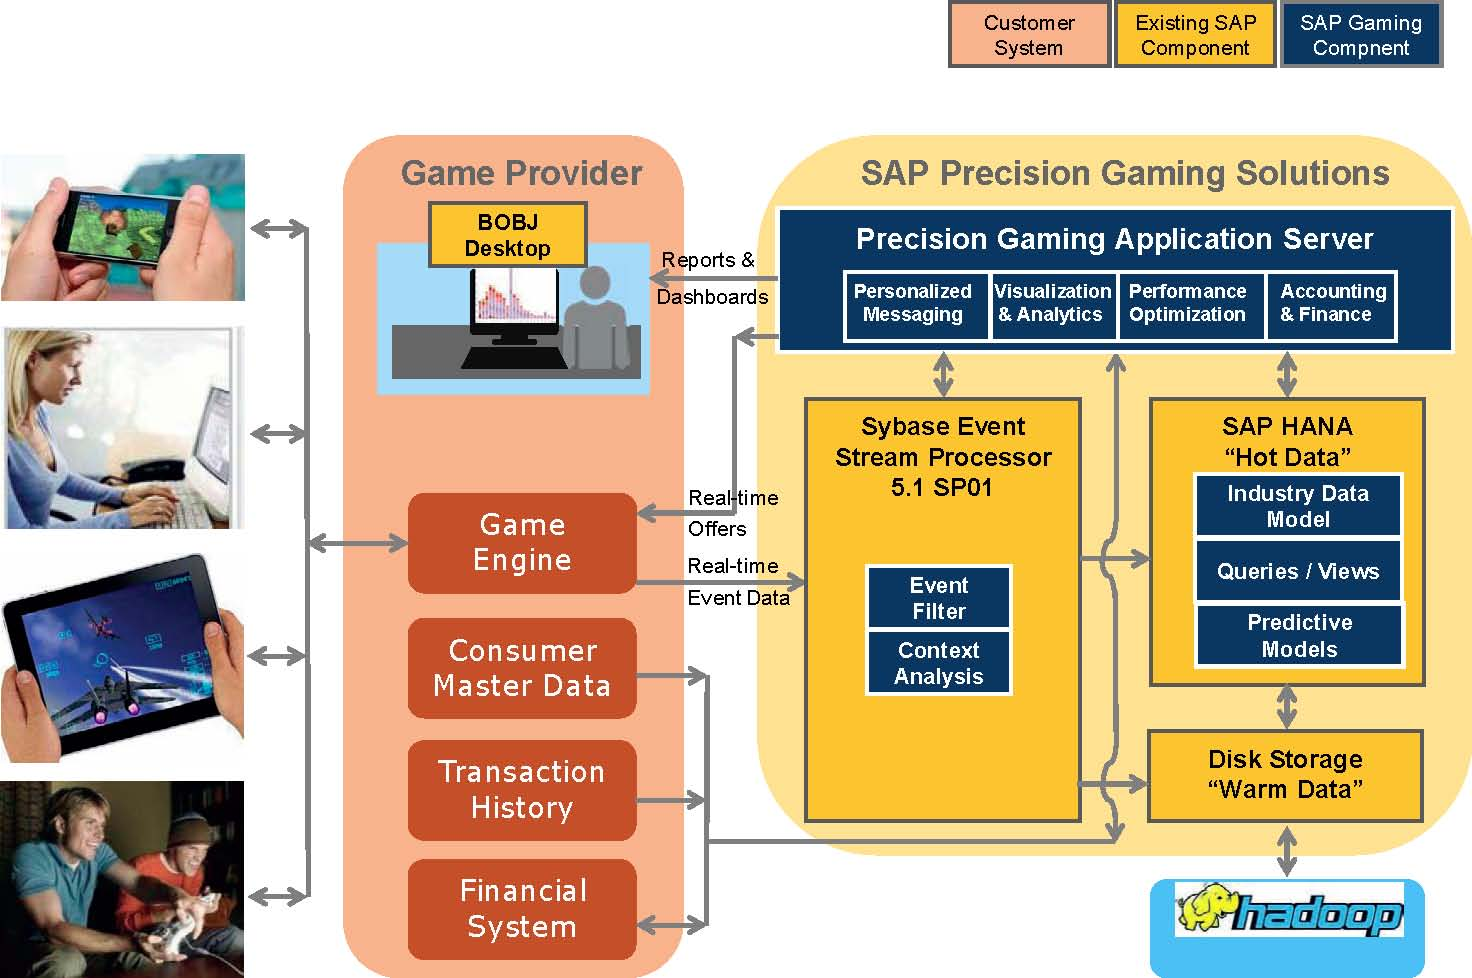 Customer
System
Existing SAP
Component
SAP Gaming
Compnent
Game Provider
BOBJ
Desktop
Reports &
Dashboards
Game
Engine
Real-time
Offers
Real-time
Event Data
Consumer
Master Data
Transaction
History
Financial
System
SAP Precision Gaming Solutions
Precision Gaming Application Server
Personalized
Messaging
Visualization
& Analytics
Performance
Optimization
Accounting
& Finance
Sybase Event
Stream Processor
5.1 SP01
Event
Filter
Context
Analysis
SAP HANA
“Hot Data”
Industry Data
Model
Queries / Views
Predictive
Models
Disk Storage
“Warm Data”
hadoop